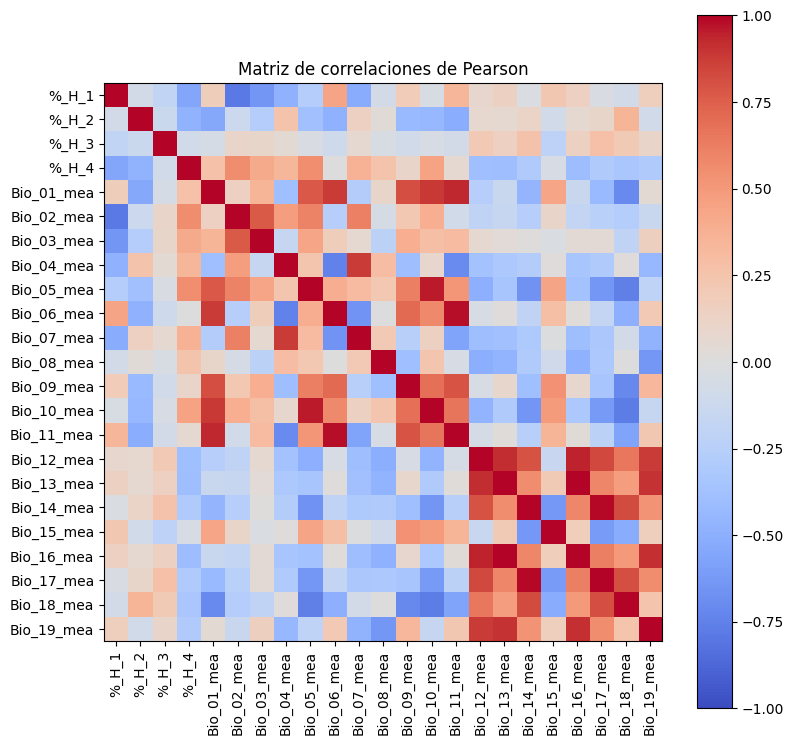 Matriz de correlaciones de Pearson
%_H_1
%_H_2
%_H_3
%_H_4
Bio_01_mea
Bio_02_mea
Bio_03_mea
Bio_04_mea
Bio_05_mea
Bio_06_mea
Bio_07_mea
Bio_08_mea
Bio_09_mea
Bio_10_mea
Bio_11_mea
Bio_12_mea
Bio_13_mea
Bio_14_mea
Bio_15_mea
Bio_16_mea
Bio_17_mea
Bio_18_mea
Bio_19_mea
%_H_1
%_H_2
%_H_3
%_H_4
Bio_01_mea
Bio_02_mea
Bio_03_mea
Bio_04_mea
Bio_05_mea
Bio_06_mea
Bio_07_mea
Bio_08_mea
Bio_09_mea
Bio_10_mea
Bio_11_mea
Bio_12_mea
Bio_13_mea
Bio_14_mea
Bio_15_mea
Bio_16_mea
Bio_17_mea
Bio_18_mea
Bio_19_mea
1.00
0.75
0.50
0.25
0.00
−0.25
−0.50
−0.75
−1.00